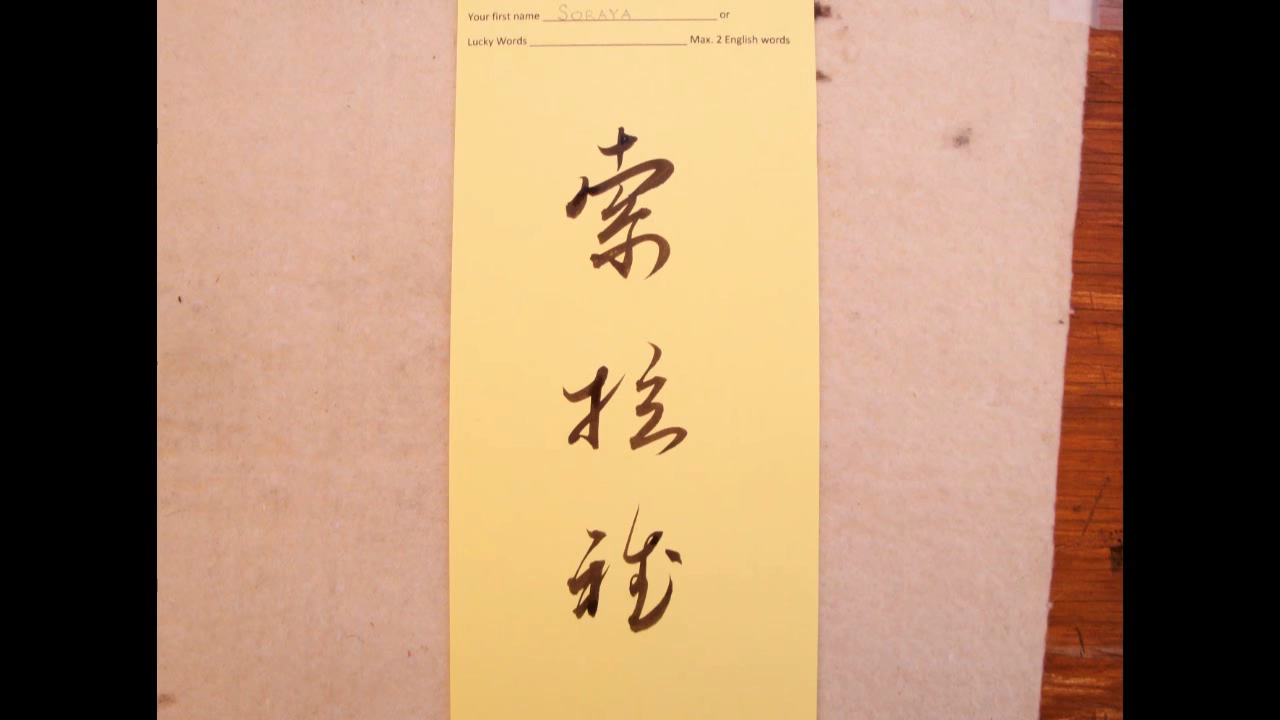 Your first name SORAYA or
Lucky Words Max. 2 English words
索
拉
雅